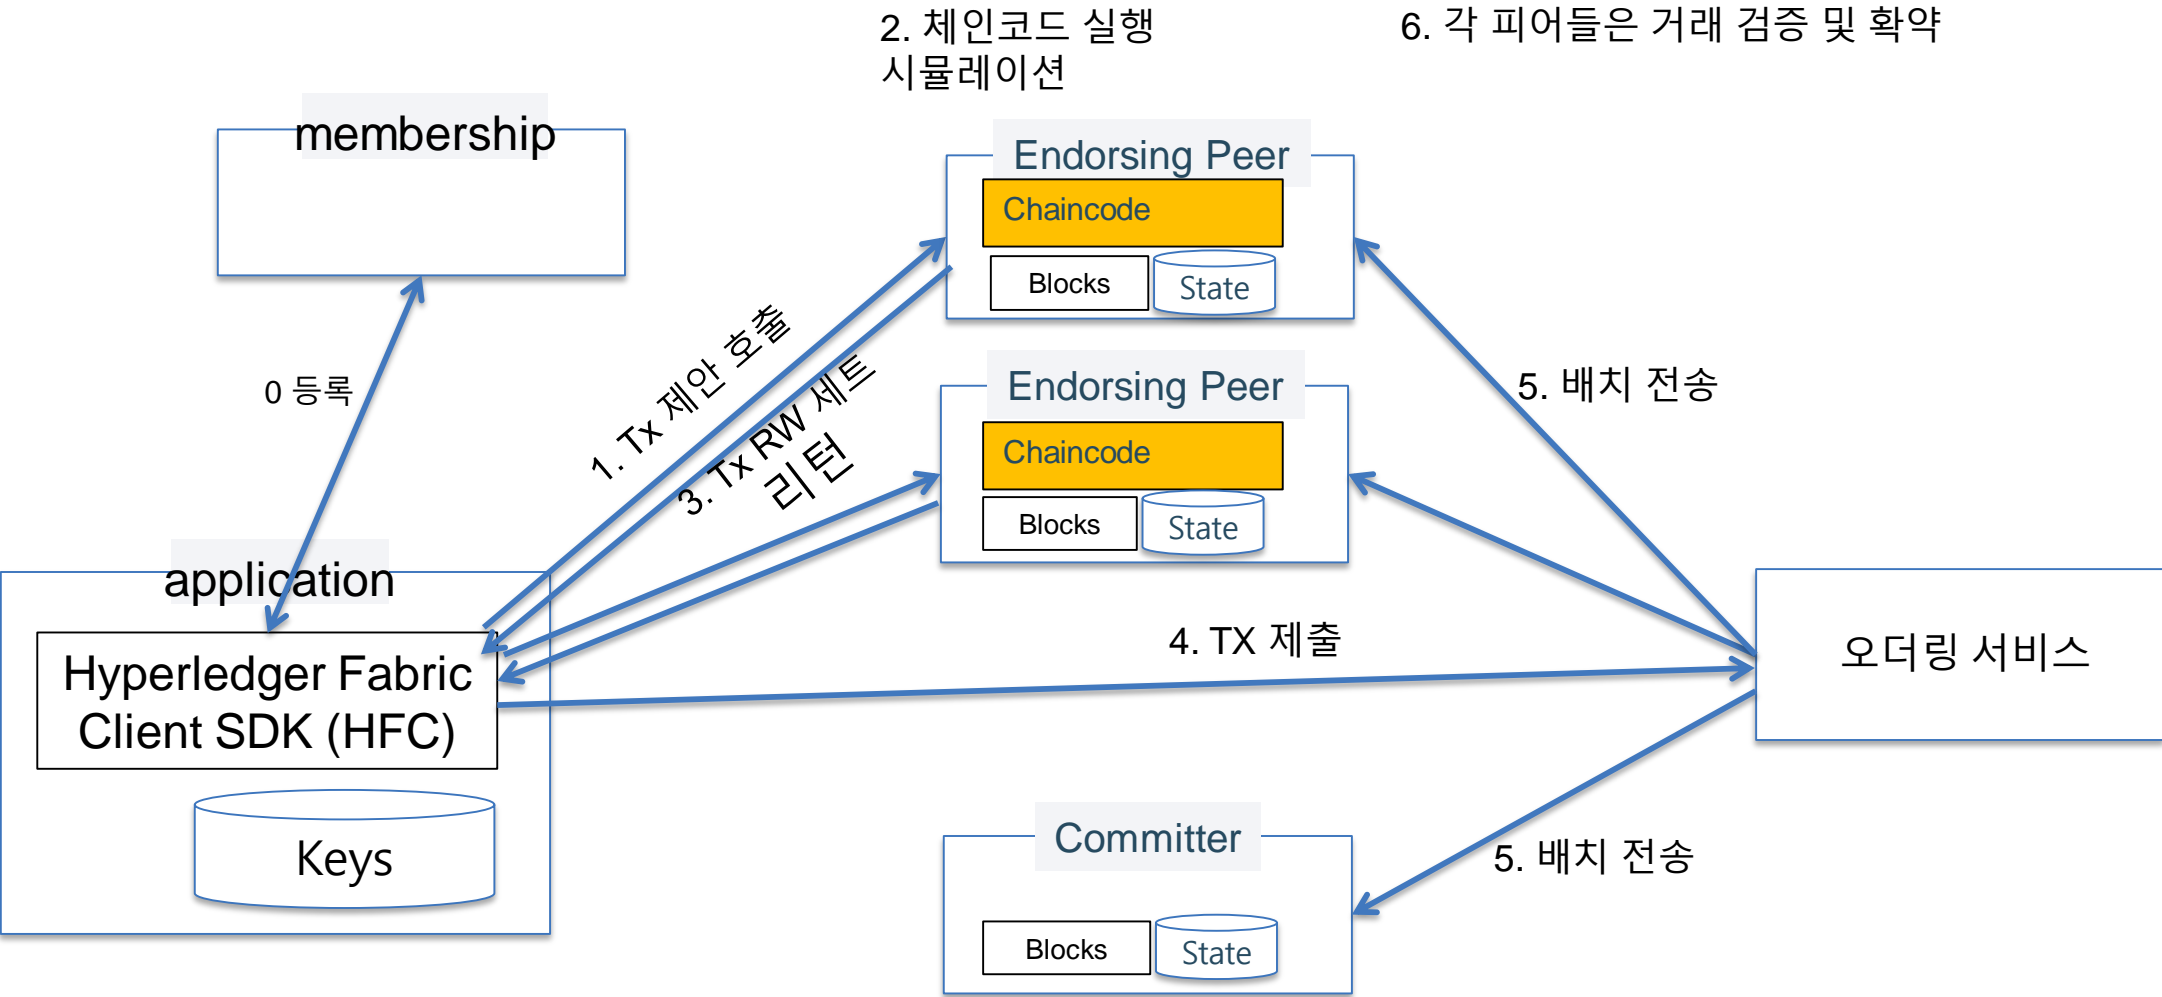 2. 체인코드 실행
시뮬레이션
6. 각 피어들은 거래 검증 및 확약
membership
Endorsing Peer
Chaincode
Blocks
State
0 등록
1. Tx 제안 호출
3. Tx RW 세트
리턴
Endorsing Peer
Chaincode
Blocks
State
5. 배치 전송
application
Hyperledger Fabric
Client SDK (HFC)
Keys
4. TX 제출
오더링 서비스
Committer
Blocks
State
5. 배치 전송